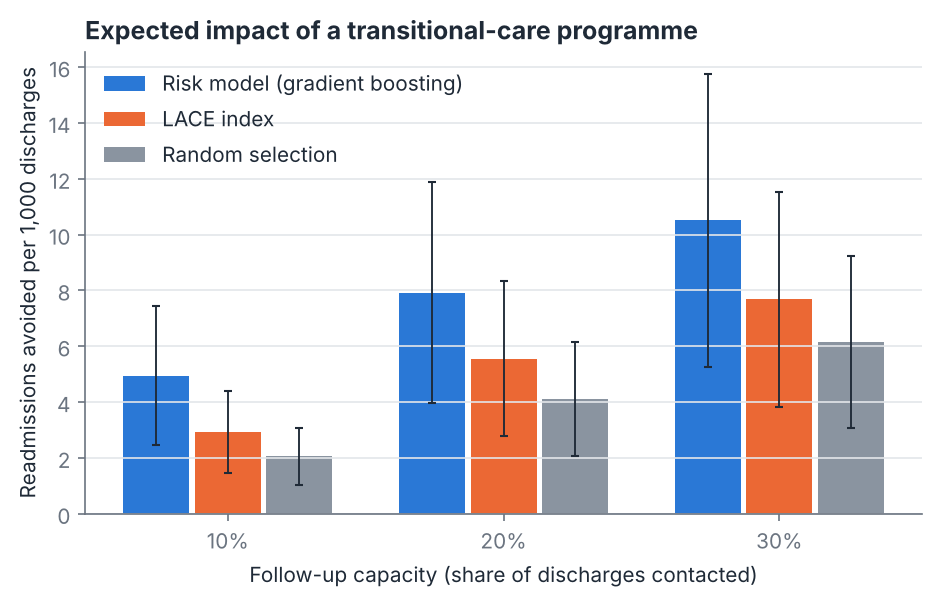 Expected impact of a transitional-care programme
Readmissions avoided per 1,000 discharges
16
14
12
10
8
6
4
2
0
Risk model (gradient boosting)
LACE index
Random selection
10%
20%
30%
Follow-up capacity (share of discharges contacted)